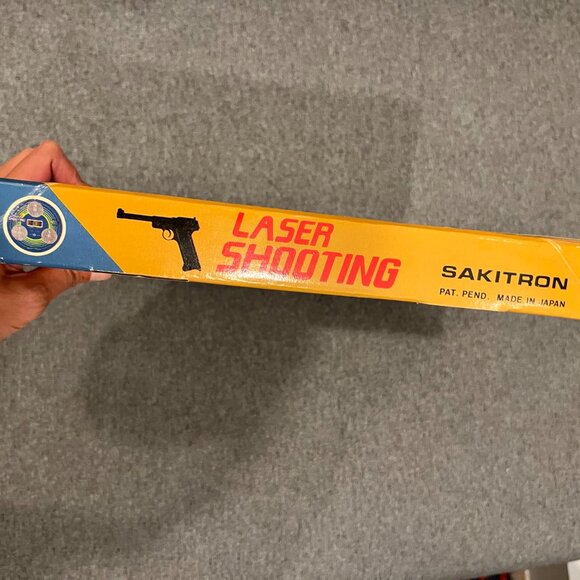 LASER
SHOOTING
SAKITRON
PAT. PEND. MADE IN JAPAN